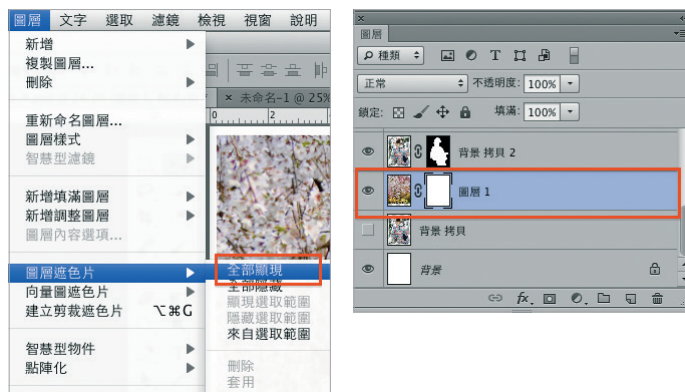 圖層 文字 選取 濾鏡 檢視 視窗 說明
新增
複製圖層...
刪除
× 未命名-1 @ 25%
0 2
重新命名圖層...
圖層樣式
智慧型濾鏡
新增填滿圖層
新增調整圖層
圖層內容選項...
圖層遮色片
向量圖遮色片
建立剪裁遮色片 ⌥⌘G
智慧型物件
點陣化
全部顯現
全部隱藏
顯現選取範圍
隱藏選取範圍
來自選取範圍
刪除
套用
圖層
種類
正常 不透明度: 100%
鎖定: 填滿: 100%
背景 拷貝 2
圖層 1
背景 拷貝
背景
fx